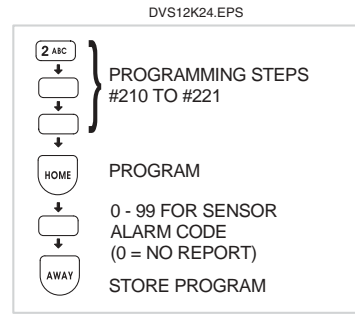 DVS12K24.EPS
2 ABC
PROGRAMMING STEPS
#210 TO #221
HOME
PROGRAM
0 - 99 FOR SENSOR
ALARM CODE
(0 = NO REPORT)
AWAY
STORE PROGRAM